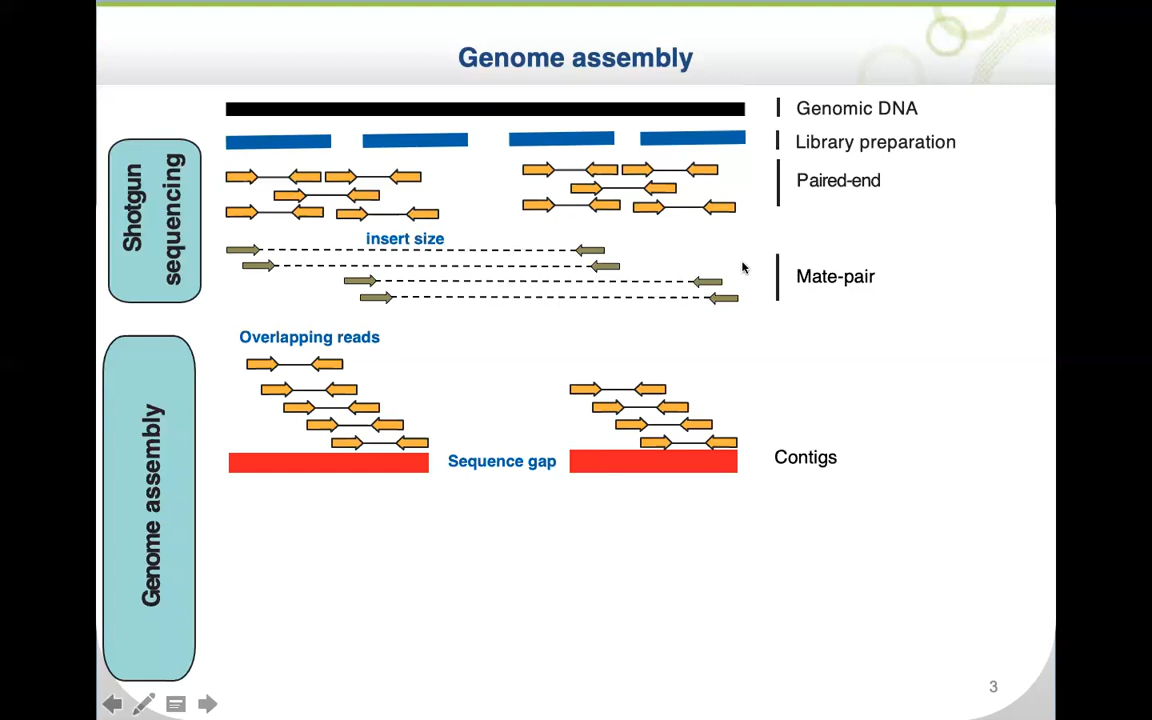 Genome assembly
Genomic DNA
Library preparation
Shotgun
sequencing
Paired-end
insert size
Mate-pair
Overlapping reads
Genome assembly
Sequence gap
Contigs
3